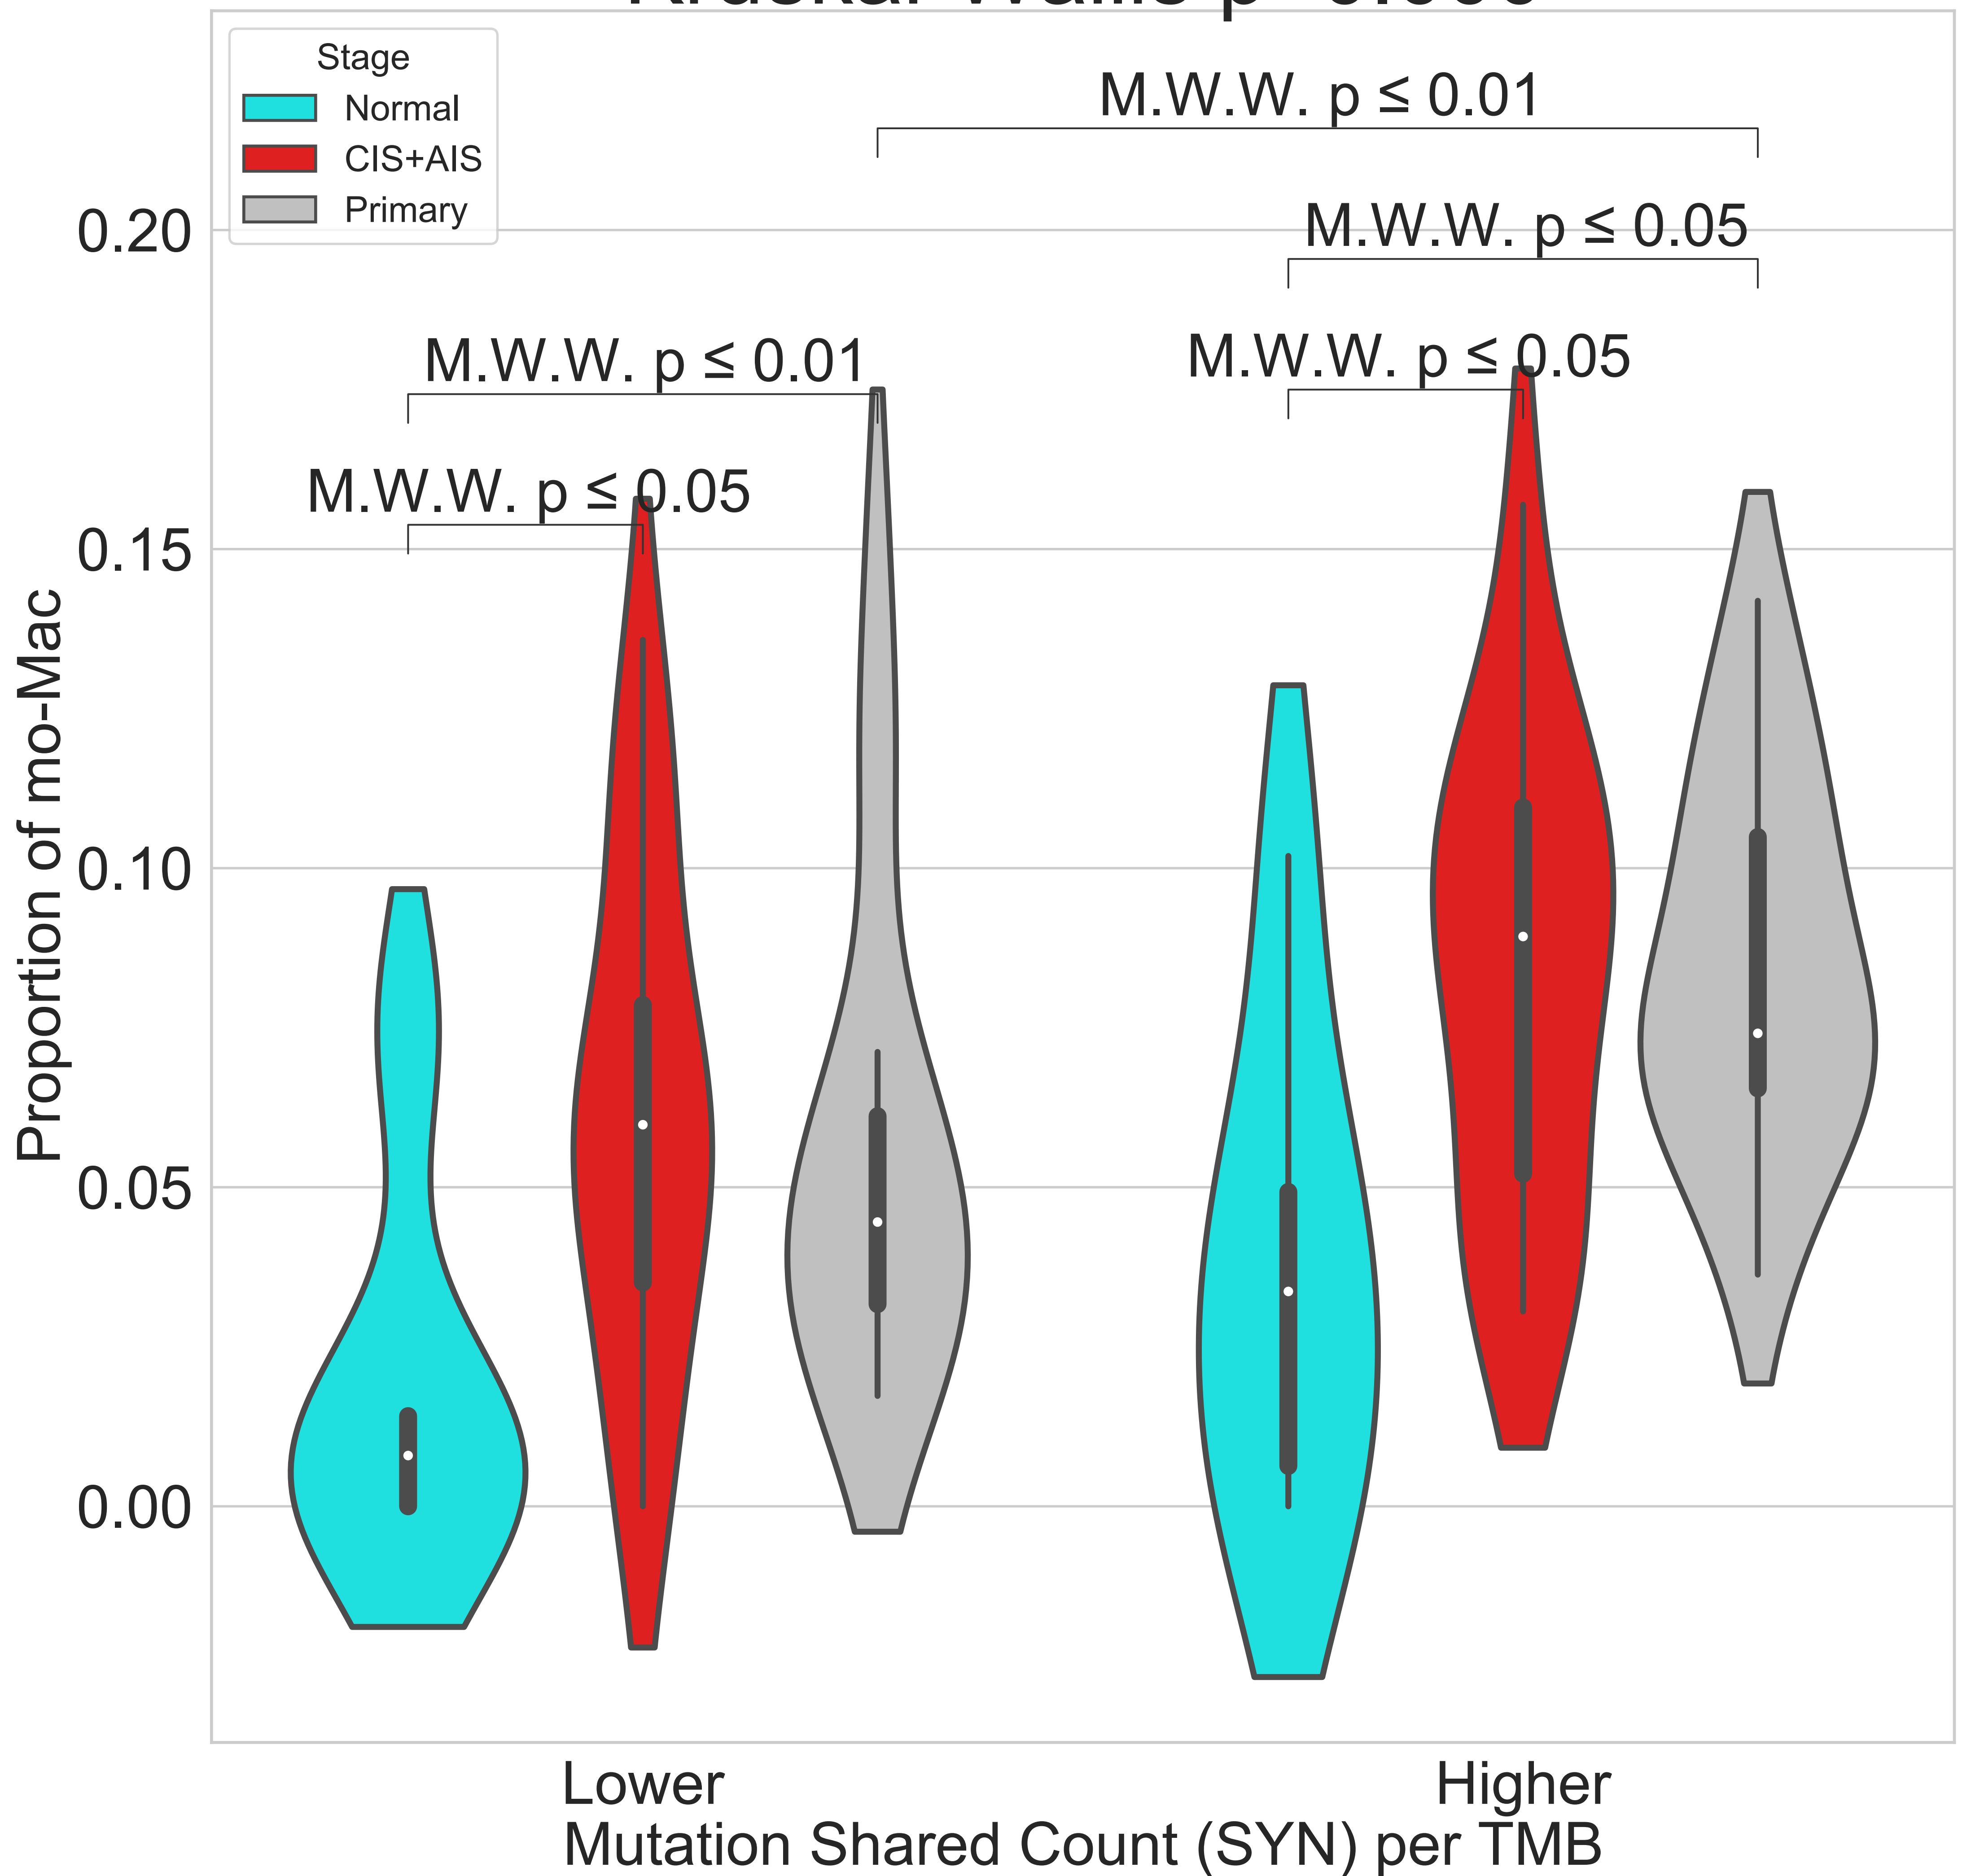 Stage
Normal
CIS+AIS
Primary
M.W.W. p ≤ 0.01
M.W.W. p ≤ 0.05
M.W.W. p ≤ 0.01
M.W.W. p ≤ 0.05
M.W.W. p ≤ 0.05
0.20
0.15
0.10
0.05
0.00
Proportion of mo-Mac
Lower
Higher
Mutation Shared Count (SYN) per TMB